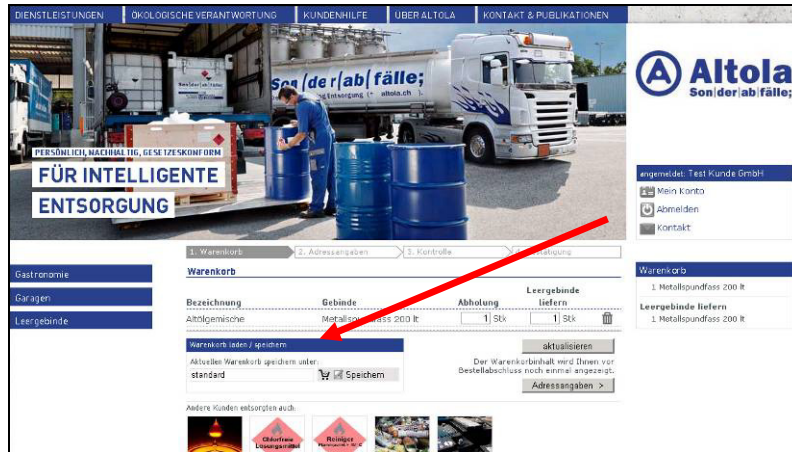 DIENSTLEISTUNGEN ÖKOLOGISCHE VERANTWORTUNG KUNDENHILFE ÜBER ALTOLA KONTAKT & PUBLIKATIONEN
Son/der/ab/fälle;
altola.ch
Altola
Son|der|ab|fälle;
PERSÖNLICH, NACHHALTIG, GESETZESKONFORM
FÜR INTELLIGENTE
ENTSORGUNG
angemeldet: Test Kunde GmbH
Mein Konto
Abmelden
Kontakt
1. Warenkorb 2. Adressangaben 3. Kontrolle
Gastronomie
Garagen
Leergebinde
Warenkorb
Bezeichnung Gebinde Abholung Leergebinde liefern
Altölgemische Metallspundfass 200 lt 1 Stk 1 Stk
Warenkorb laden / speichern
Aktuellen Warenkorb speichern unter:
standard Speichern
aktualisieren
Der Warenkorbinhalt wird Ihnen vor
Bestellabschluss noch einmal angezeigt.
Adressangaben >
Warenkorb
1 Metallspundfass 200 lt
Leergebinde liefern
1 Metallspundfass 200 lt
Andere Kunden entsorgten auch:
Chlorfreie
Lösungsmittel
Reiniger